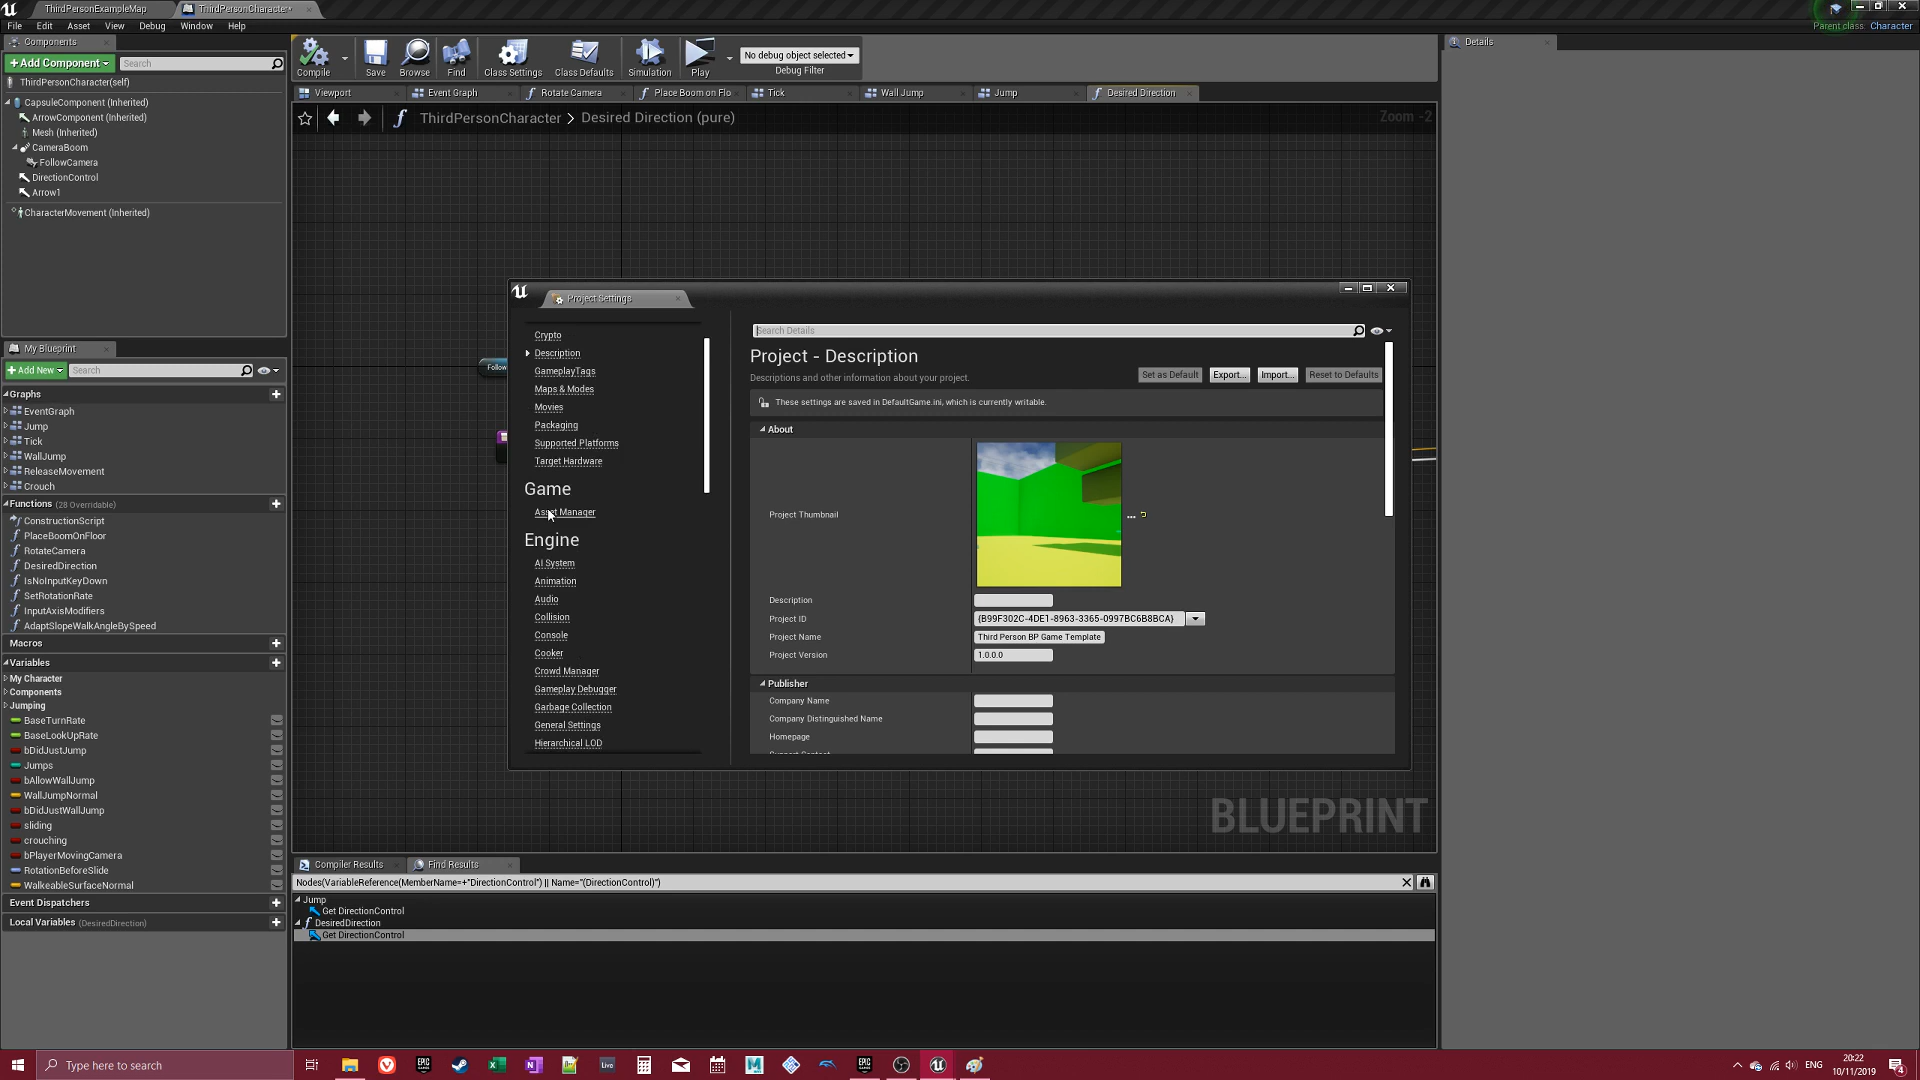 ThirdPersonExampleMap
ThirdPersonCharacter*
File Edit Asset View Debug Window Help
Parent class: Character
Components
+Add Component
Search
ThirdPersonCharacter(self)
CapsuleComponent (Inherited)
ArrowComponent (Inherited)
Mesh (Inherited)
CameraBoom
FollowCamera
DirectionControl
Arrow1
CharacterMovement (Inherited)
My Blueprint
+Add New
Search
Graphs
EventGraph
Jump
Tick
WallJump
ReleaseMovement
Crouch
Functions (28 Overridable)
ConstructionScript
PlaceBoomOnFloor
RotateCamera
DesiredDirection
IsNoInputKeyDown
SetRotationRate
InputAxisModifiers
AdaptSlopeWalkAngleBySpeed
Macros
Variables
My Character
Components
Jumping
BaseTurnRate
BaseLookUpRate
bDidJustJump
Jumps
bAllowWallJump
WallJumpNormal
bDidJustWallJump
sliding
crouching
bPlayerMovingCamera
RotationBeforeSlide
WalkeableSurfaceNormal
Event Dispatchers
Local Variables (DesiredDirection)
Compile Save Browse Find Class Settings Class Defaults Simulation Play
No debug object selected
Debug Filter
Viewport Event Graph Rotate Camera Place Boom on Flo Tick Wall Jump Jump Desired Direction
ThirdPersonCharacter > Desired Direction (pure)
Zoom -2
Follow
Project Settings
Crypto
Description
GameplayTags
Maps & Modes
Movies
Packaging
Supported Platforms
Target Hardware
Game
Asset Manager
Engine
AI System
Animation
Audio
Collision
Console
Cooker
Crowd Manager
Gameplay Debugger
Garbage Collection
General Settings
Hierarchical LOD
Search Details
Project - Description
Descriptions and other information about your project.
Set as Default Export... Import... Reset to Defaults
These settings are saved in DefaultGame.ini, which is currently writable.
About
Project Thumbnail
...
Description
Project ID {B99F302C-4DE1-8963-3365-0997BC6B8BCA}
Project Name Third Person BP Game Template
Project Version 1.0.0.0
Publisher
Company Name
Company Distinguished Name
Homepage
BLUEPRINT
Compiler Results Find Results
Nodes(VariableReference(MemberName=+"DirectionControl") || Name="(DirectionControl)")
Jump
Get DirectionControl
DesiredDirection
Get DirectionControl
Details
Type here to search
EPIC GAMES
Live
EPIC GAMES
ENG
20:22
10/11/2019
4